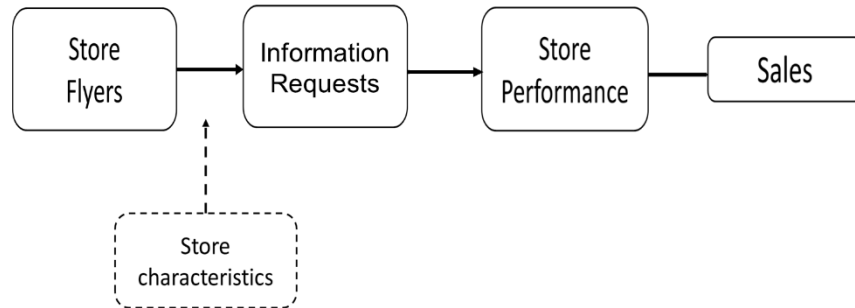 Store
Flyers
Information
Requests
Store
Performance
Sales
Store
characteristics